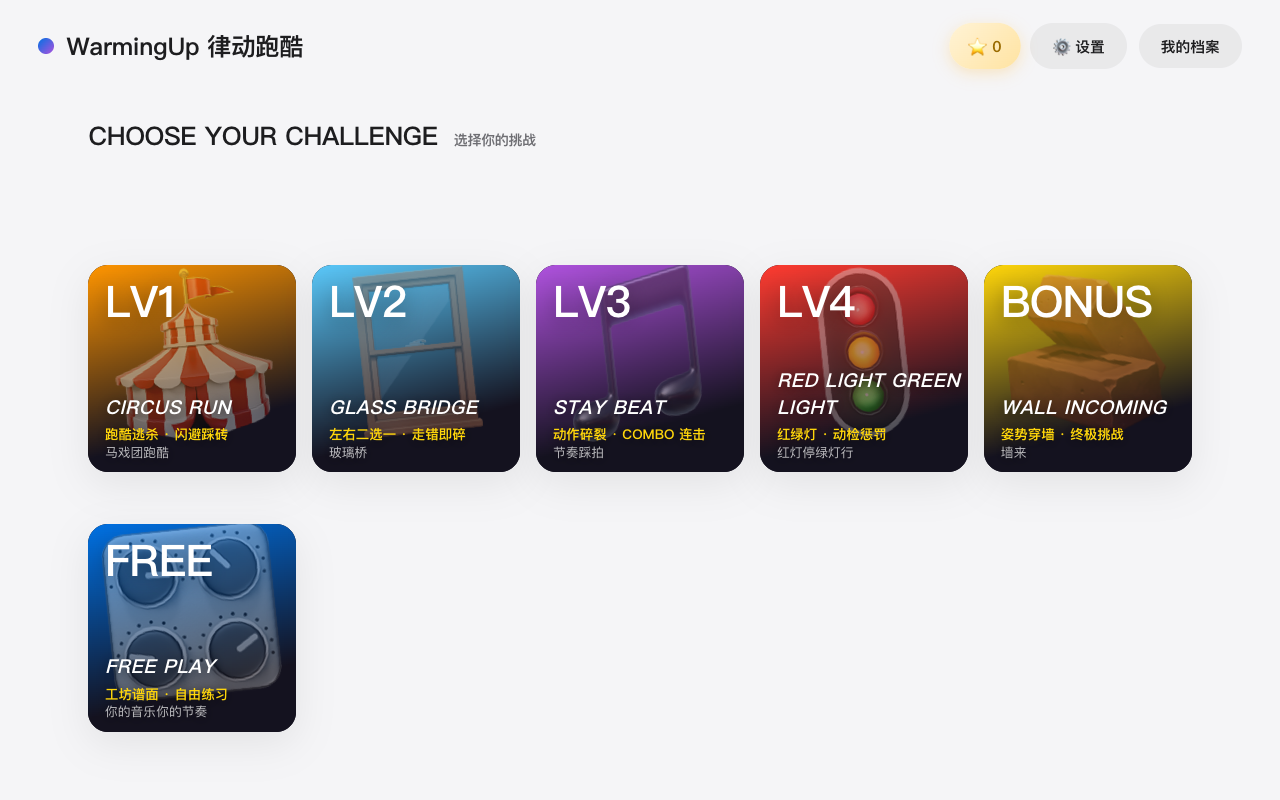 WarmingUp 律动跑酷
⭐ 0
⚙️ 设置
我的档案
CHOOSE YOUR CHALLENGE 选择你的挑战
LV1
CIRCUS RUN
跑酷逃杀 · 闪避踩砖
马戏团跑酷
LV2
GLASS BRIDGE
左右二选一 · 走错即碎
玻璃桥
LV3
STAY BEAT
动作碎裂 · COMBO 连击
节奏踩拍
LV4
RED LIGHT GREEN
LIGHT
红绿灯 · 动检惩罚
红灯停绿灯行
BONUS
WALL INCOMING
姿势穿墙 · 终极挑战
墙来
FREE
FREE PLAY
工坊谱面 · 自由练习
你的音乐你的节奏